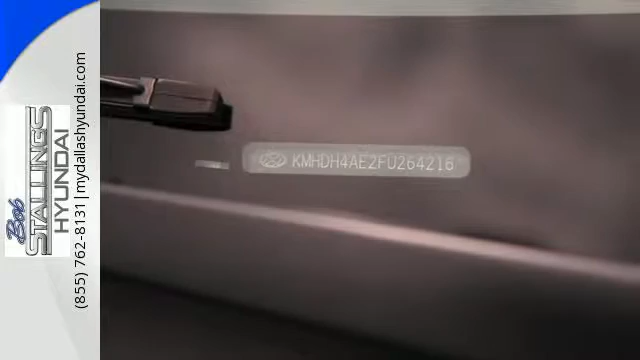 Bob
STALLINGS
HYUNDAI
(855) 762-8131|mydallashyundai.com
KMHDH4AE2FU264216